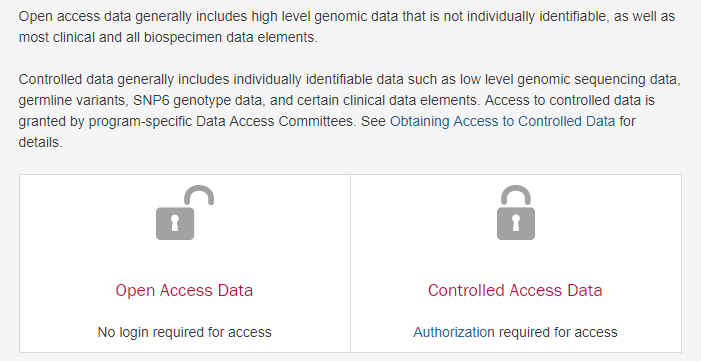 Open access data generally includes high level genomic data that is not individually identifiable, as well as
most clinical and all biospecimen data elements.
Controlled data generally includes individually identifiable data such as low level genomic sequencing data,
germline variants, SNP6 genotype data, and certain clinical data elements. Access to controlled data is
granted by program-specific Data Access Committees. See Obtaining Access to Controlled Data for
details.
Open Access Data
No login required for access
Controlled Access Data
Authorization required for access